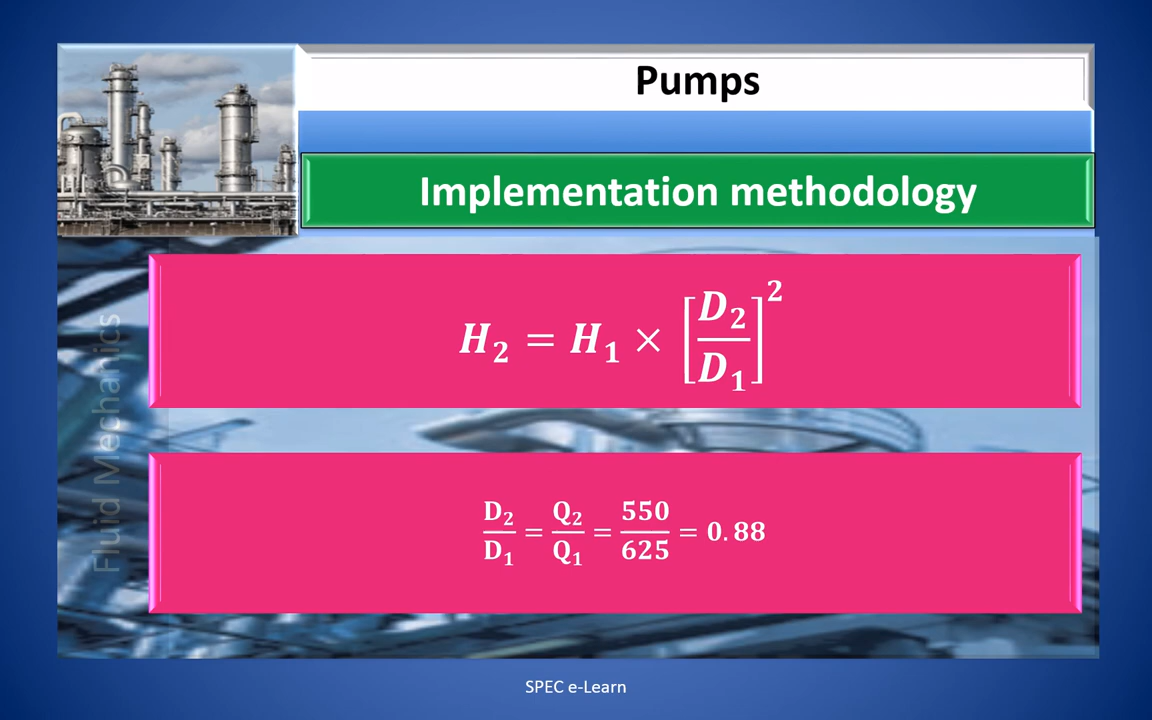 Pumps
Implementation methodology
H₂ = H₁ × [D₂/D₁]²
D₂/D₁ = Q₂/Q₁ = 550/625 = 0.88
Fluid Mechanics
SPEC e-Learn